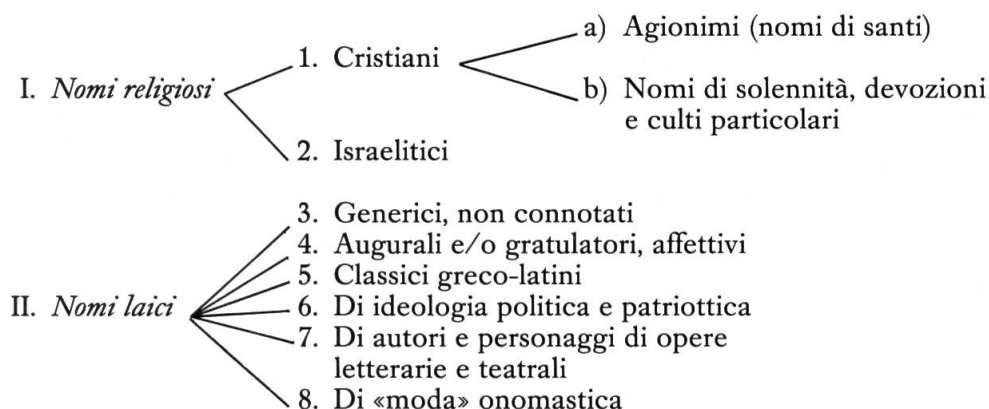 a) Agionimi (nomi di santi)
1. Cristiani
I. Nomi religiosi
b) Nomi di solennità, devozioni
e culti particolari
2. Israelitici
3. Generici, non connotati
4. Augurali e/o gratulatori, affettivi
5. Classici greco-latini
II. Nomi laici
6. Di ideologia politica e patriottica
7. Di autori e personaggi di opere
letterarie e teatrali
8. Di «moda» onomastica